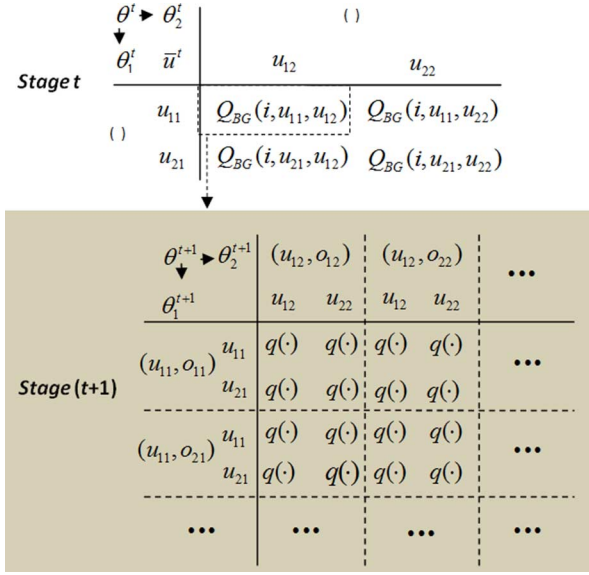 θ^t → θ_2^t ( )
θ_1^t u̅^t u_12 u_22
Stage t
u_11 Q_BG(i,u_11,u_12) Q_BG(i,u_11,u_22)
( )
u_21 Q_BG(i,u_21,u_12) Q_BG(i,u_21,u_22)
θ^{t+1} → θ_2^{t+1} (u_12,o_12) (u_12,o_22) •••
θ_1^{t+1} u_12 u_22 u_12 u_22
Stage (t+1)
(u_11,o_11) u_11 q(·) q(·) q(·) q(·) •••
u_21 q(·) q(·) q(·) q(·)
(u_11,o_21) u_11 q(·) q(·) q(·) q(·) •••
u_21 q(·) q(·) q(·) q(·)
••• ••• ••• •••